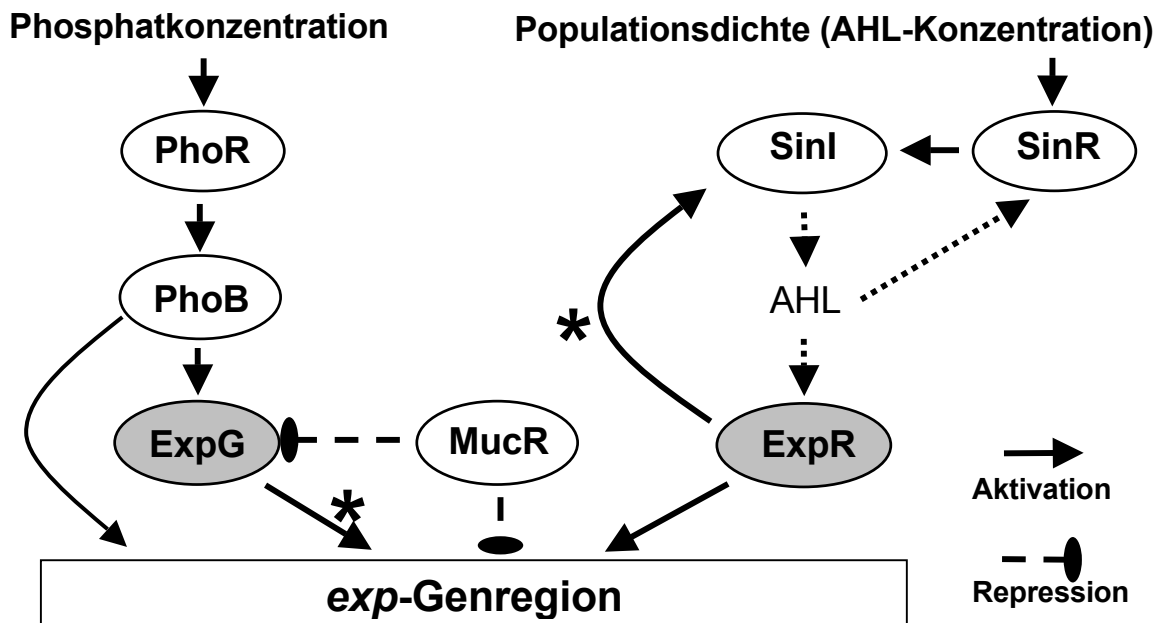 Phosphatkonzentration
Populationsdichte (AHL-Konzentration)
PhoR
SinI
SinR
PhoB
AHL
*
ExpG
MucR
ExpR
*
Aktivation
exp-Genregion
Repression